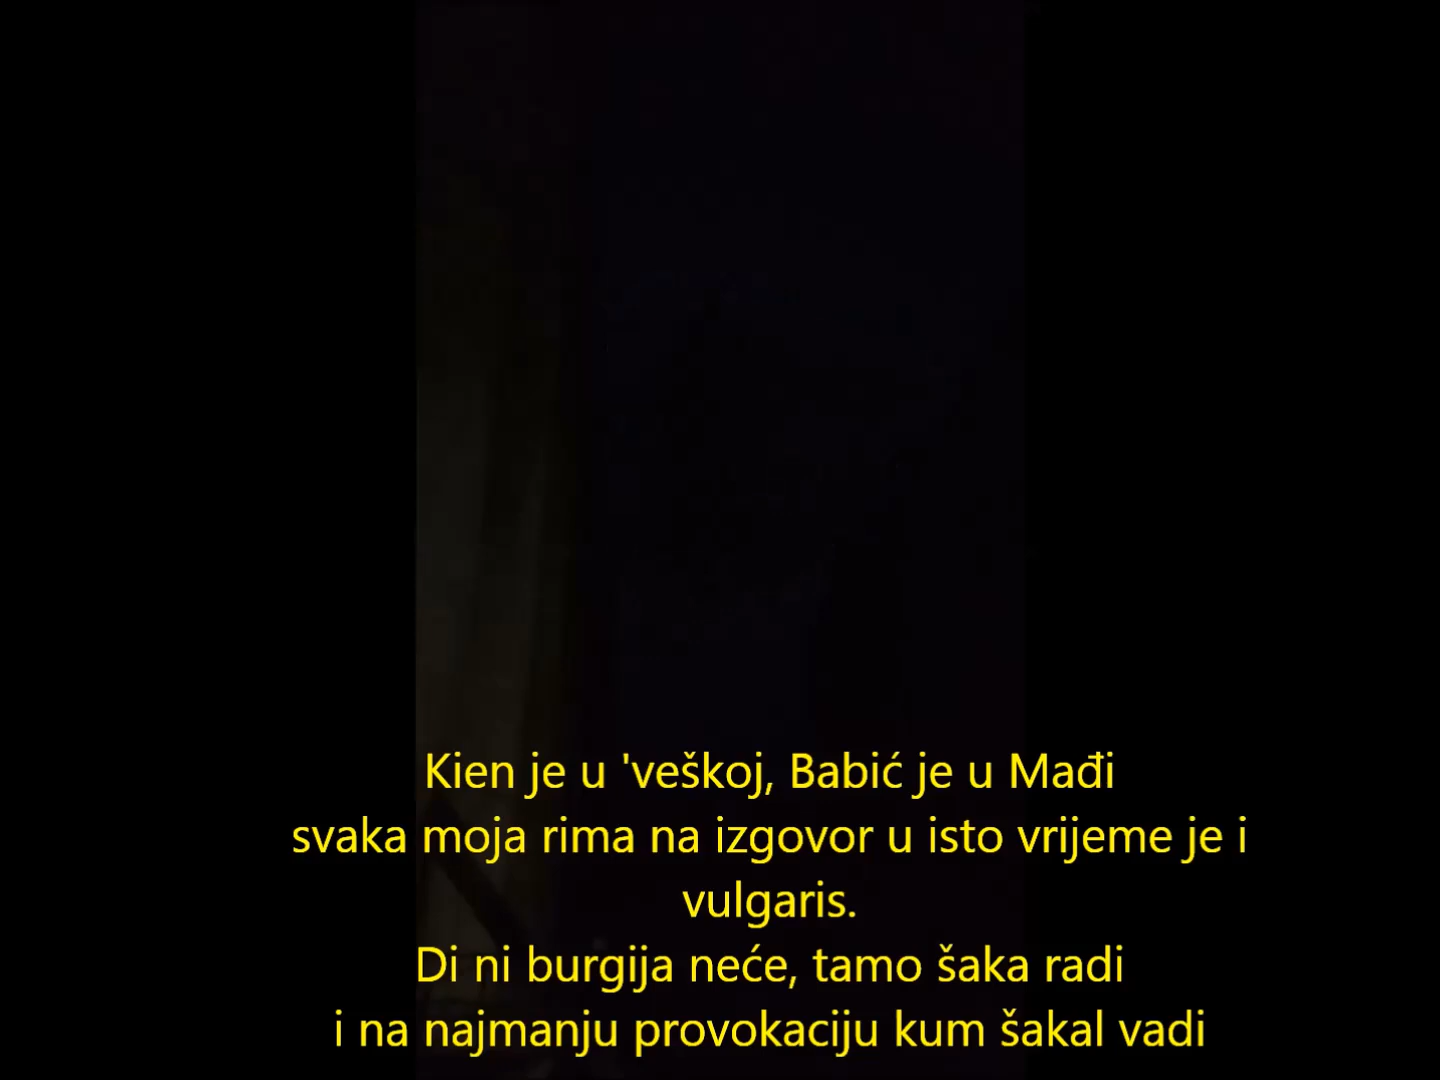 Kien je u 'veškoj, Babić je u Mađi
svaka moja rima na izgovor u isto vrijeme je i
vulgaris.
Di ni burgija neće, tamo šaka radi
i na najmanju provokaciju kum šakal vadi